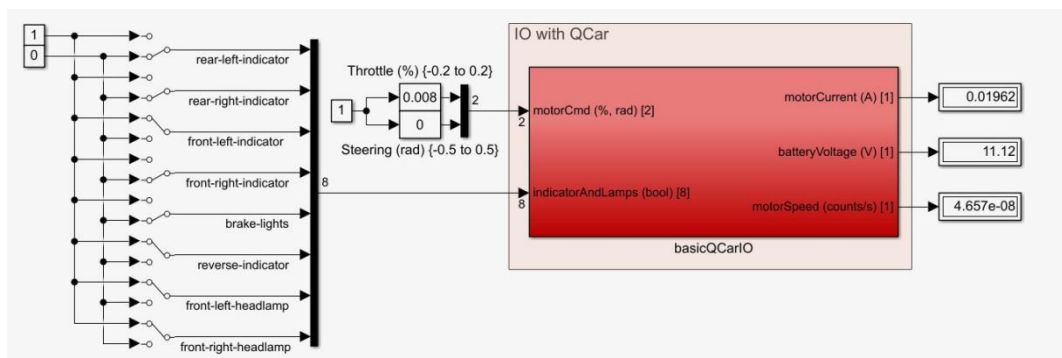 1
0
rear-left-indicator
rear-right-indicator
front-left-indicator
front-right-indicator
brake-lights
reverse-indicator
front-left-headlamp
front-right-headlamp
8
Throttle (%) {-0.2 to 0.2}
1
0.008
0
2
Steering (rad) {-0.5 to 0.5}
IO with QCar
2
motorCmd (%, rad) [2]
8
indicatorAndLamps (bool) [8]
motorCurrent (A) [1]
batteryVoltage (V) [1]
motorSpeed (counts/s) [1]
basicQCarIO
0.01962
11.12
4.657e-08